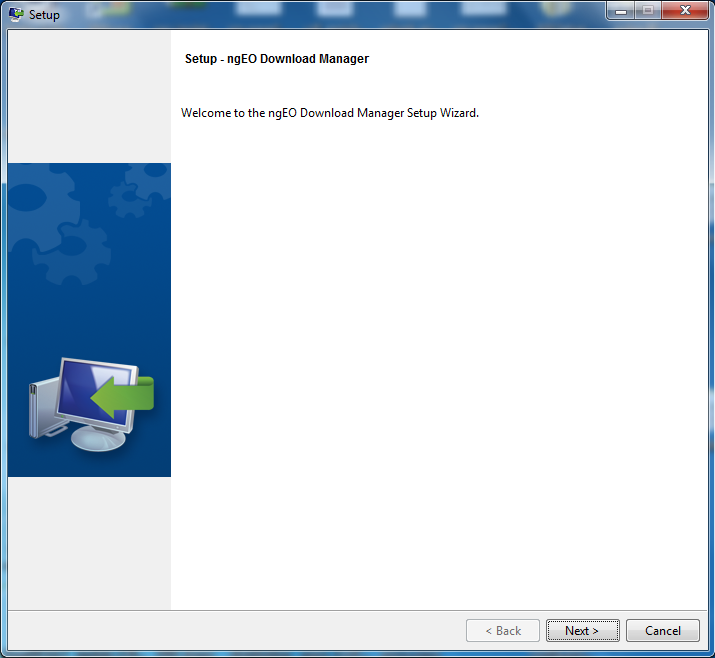 Setup
Setup - ngEO Download Manager
Welcome to the ngEO Download Manager Setup Wizard.
< Back Next > Cancel